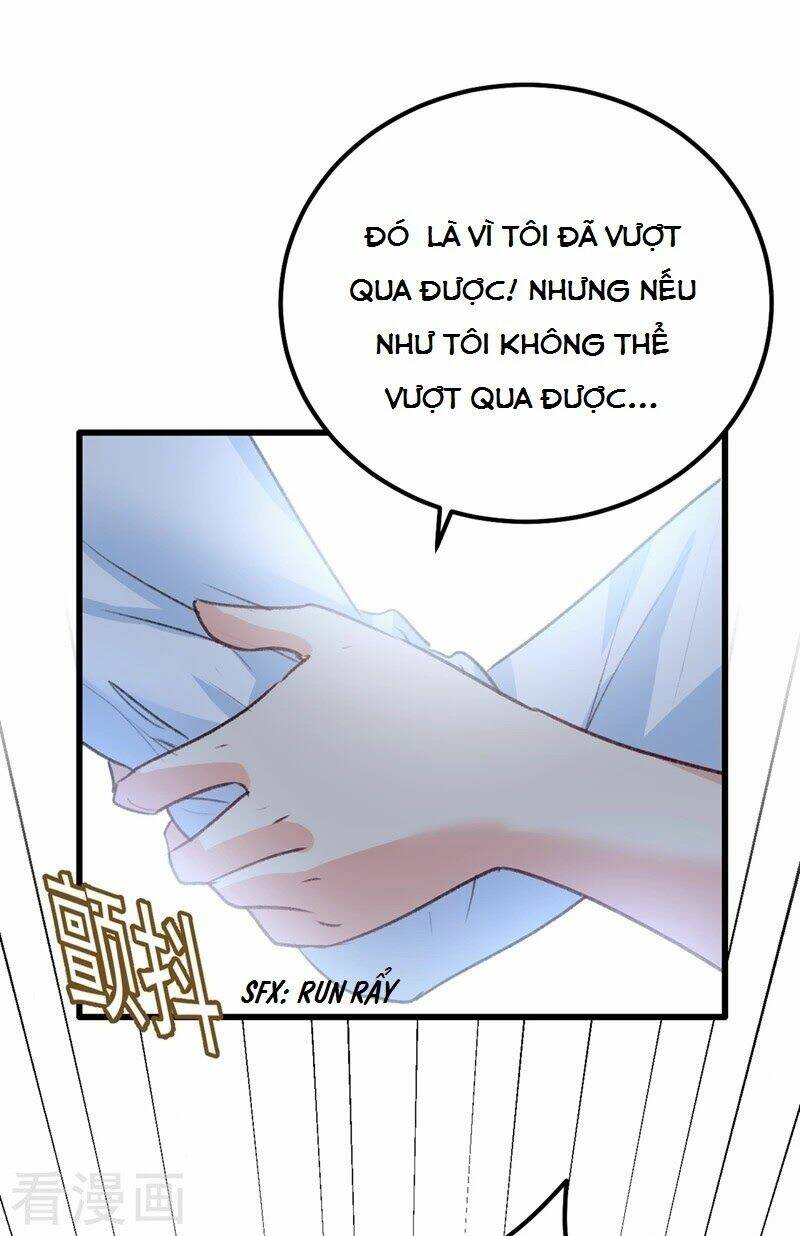 ĐÓ LÀ VÌ TÔI ĐÃ VƯỢT
QUA ĐƯỢC! NHƯNG NẾU
NHƯ TÔI KHÔNG THỂ
VƯỢT QUA ĐƯỢC...
颤抖
SFX: RUN RẨY
看漫画